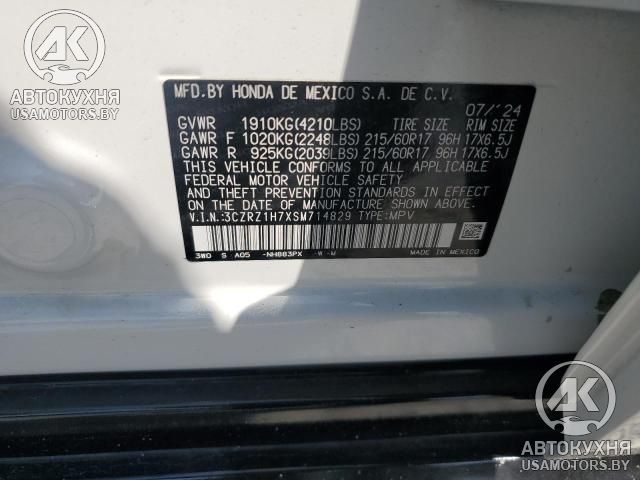 АВТОКУХНЯ
USAMOTORS.BY
MFD.BY HONDA DE MEXICO S.A. DE C.V.
07/'24
GVWR 1910KG(4210LBS) TIRE SIZE RIM SIZE
GAWR F 1020KG(2248LBS) 215/60R17 96H 17X6.5J
GAWR R 925KG(2039LBS) 215/60R17 96H 17X6.5J
THIS VEHICLE CONFORMS TO ALL APPLICABLE
FEDERAL MOTOR VEHICLE SAFETY
AND THEFT PREVENTION STANDARDS IN EFFECT
ON THE DATE OF MANUFACTURE SHOWN ABOVE.
V.I.N.:3CZRZ1H7XSM714829 TYPE:MPV
3W0 S A05 -NH883PX -W-M MADE IN MEXICO
АК
АВТОКУХНЯ
USAMOTORS.BY